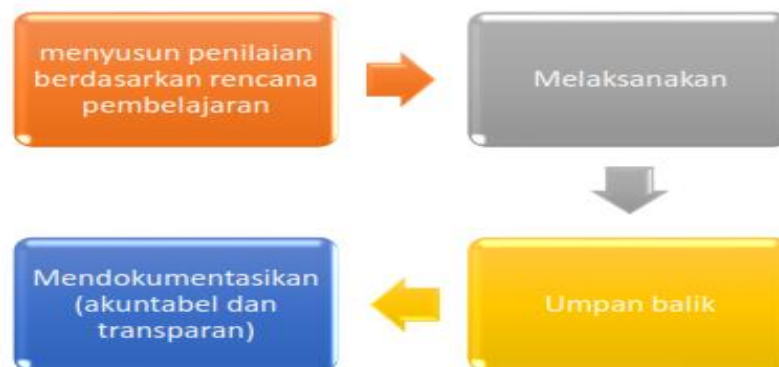 menyusun penilaian
berdasarkan rencana
pembelajaran
Melaksanakan
Umpan balik
Mendokumentasikan
(akuntabel dan
transparan)